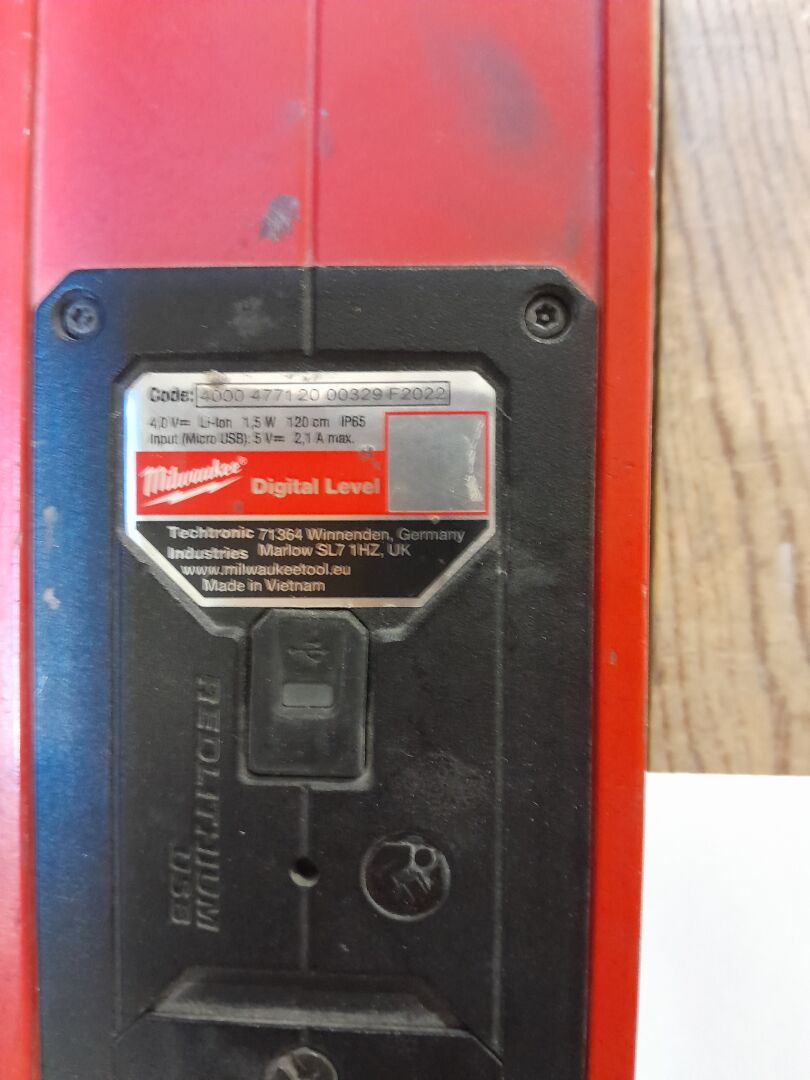 Code: 4000 4771 20 00329 F2022
4,0 V⎓ Li-Ion 1,5 W 120 cm IP65
Input (Micro USB): 5 V⎓ 2,1 A max.
Milwaukee®
Digital Level
Techtronic 71364 Winnenden, Germany
Industries Marlow SL7 1HZ, UK
www.milwaukeetool.eu
Made in Vietnam
REDLITHIUM
USB